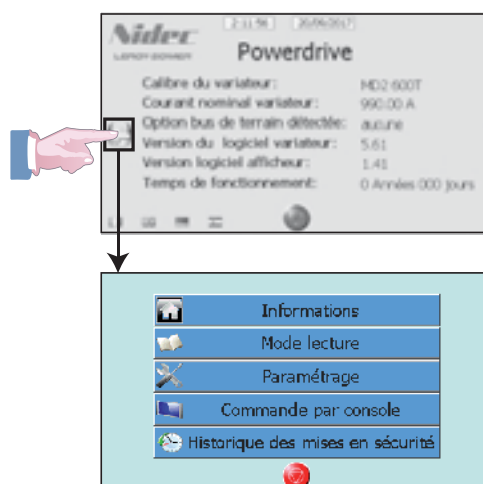 2:11:56 20/06/2017
Nidec
LEROY-SOMER
Powerdrive
Calibre du variateur: MD2 600T
Courant nominal variateur: 990.00 A
Option bus de terrain détectée: aucune
Version du logiciel variateur: 5.61
Version logiciel afficheur: 1.41
Temps de fonctionnement: 0 Années 000 jours
Informations
Mode lecture
Paramétrage
Commande par console
Historique des mises en sécurité